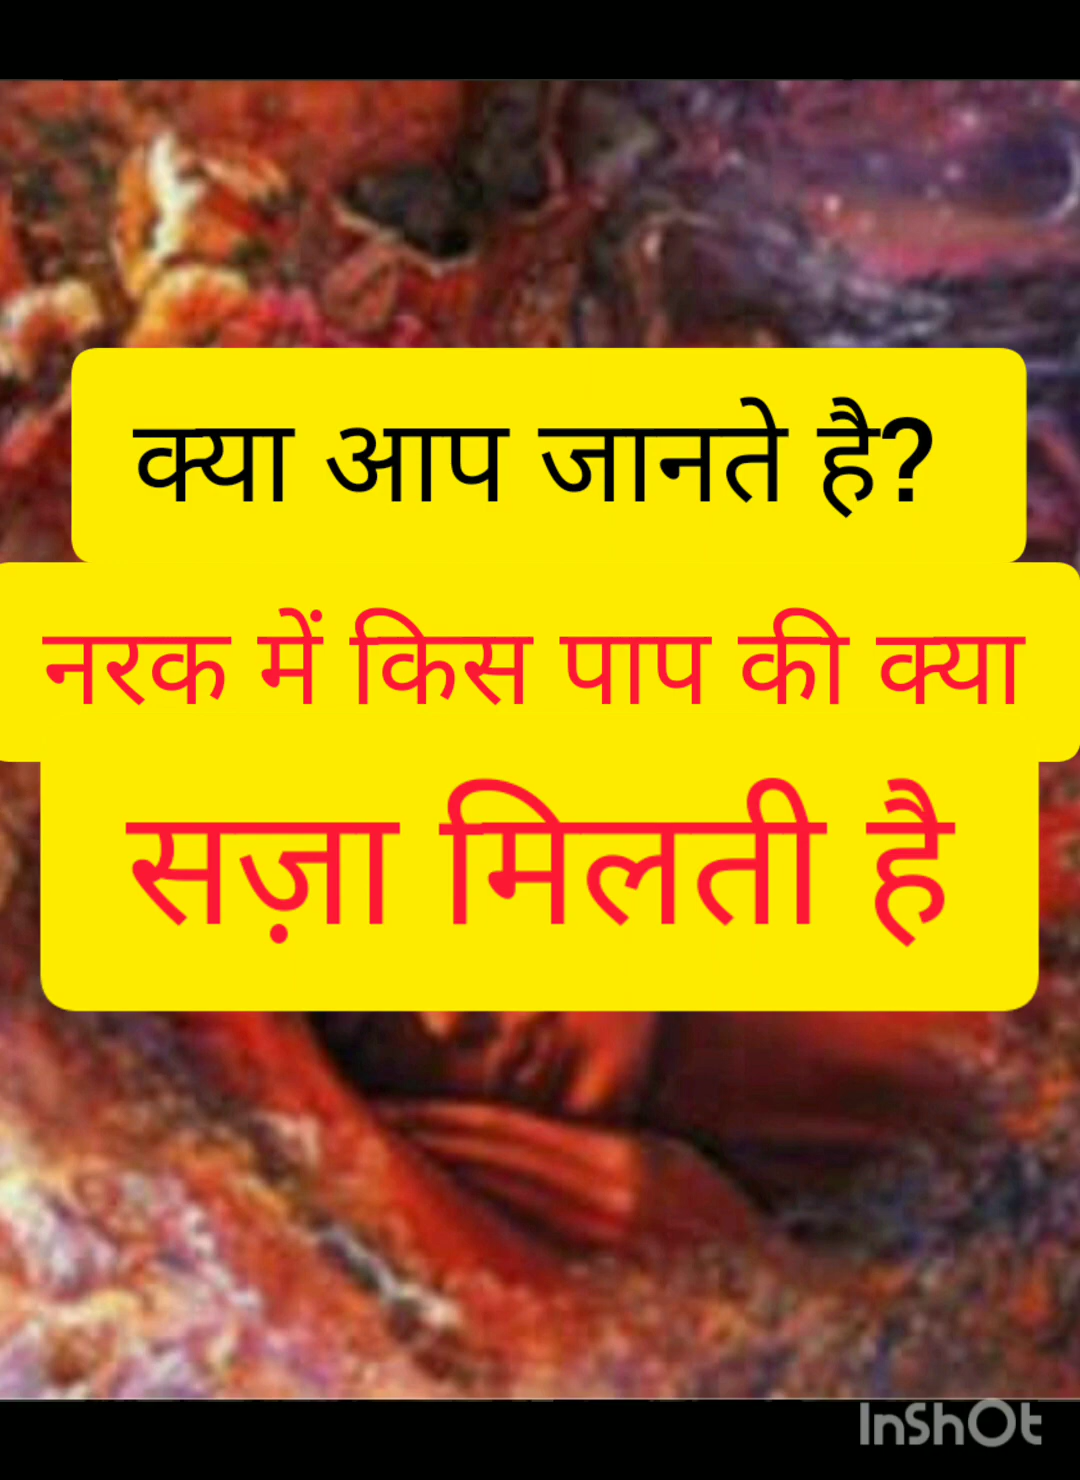 क्या आप जानते है?
नरक में किस पाप की क्या
सज़ा मिलती है
InShOt